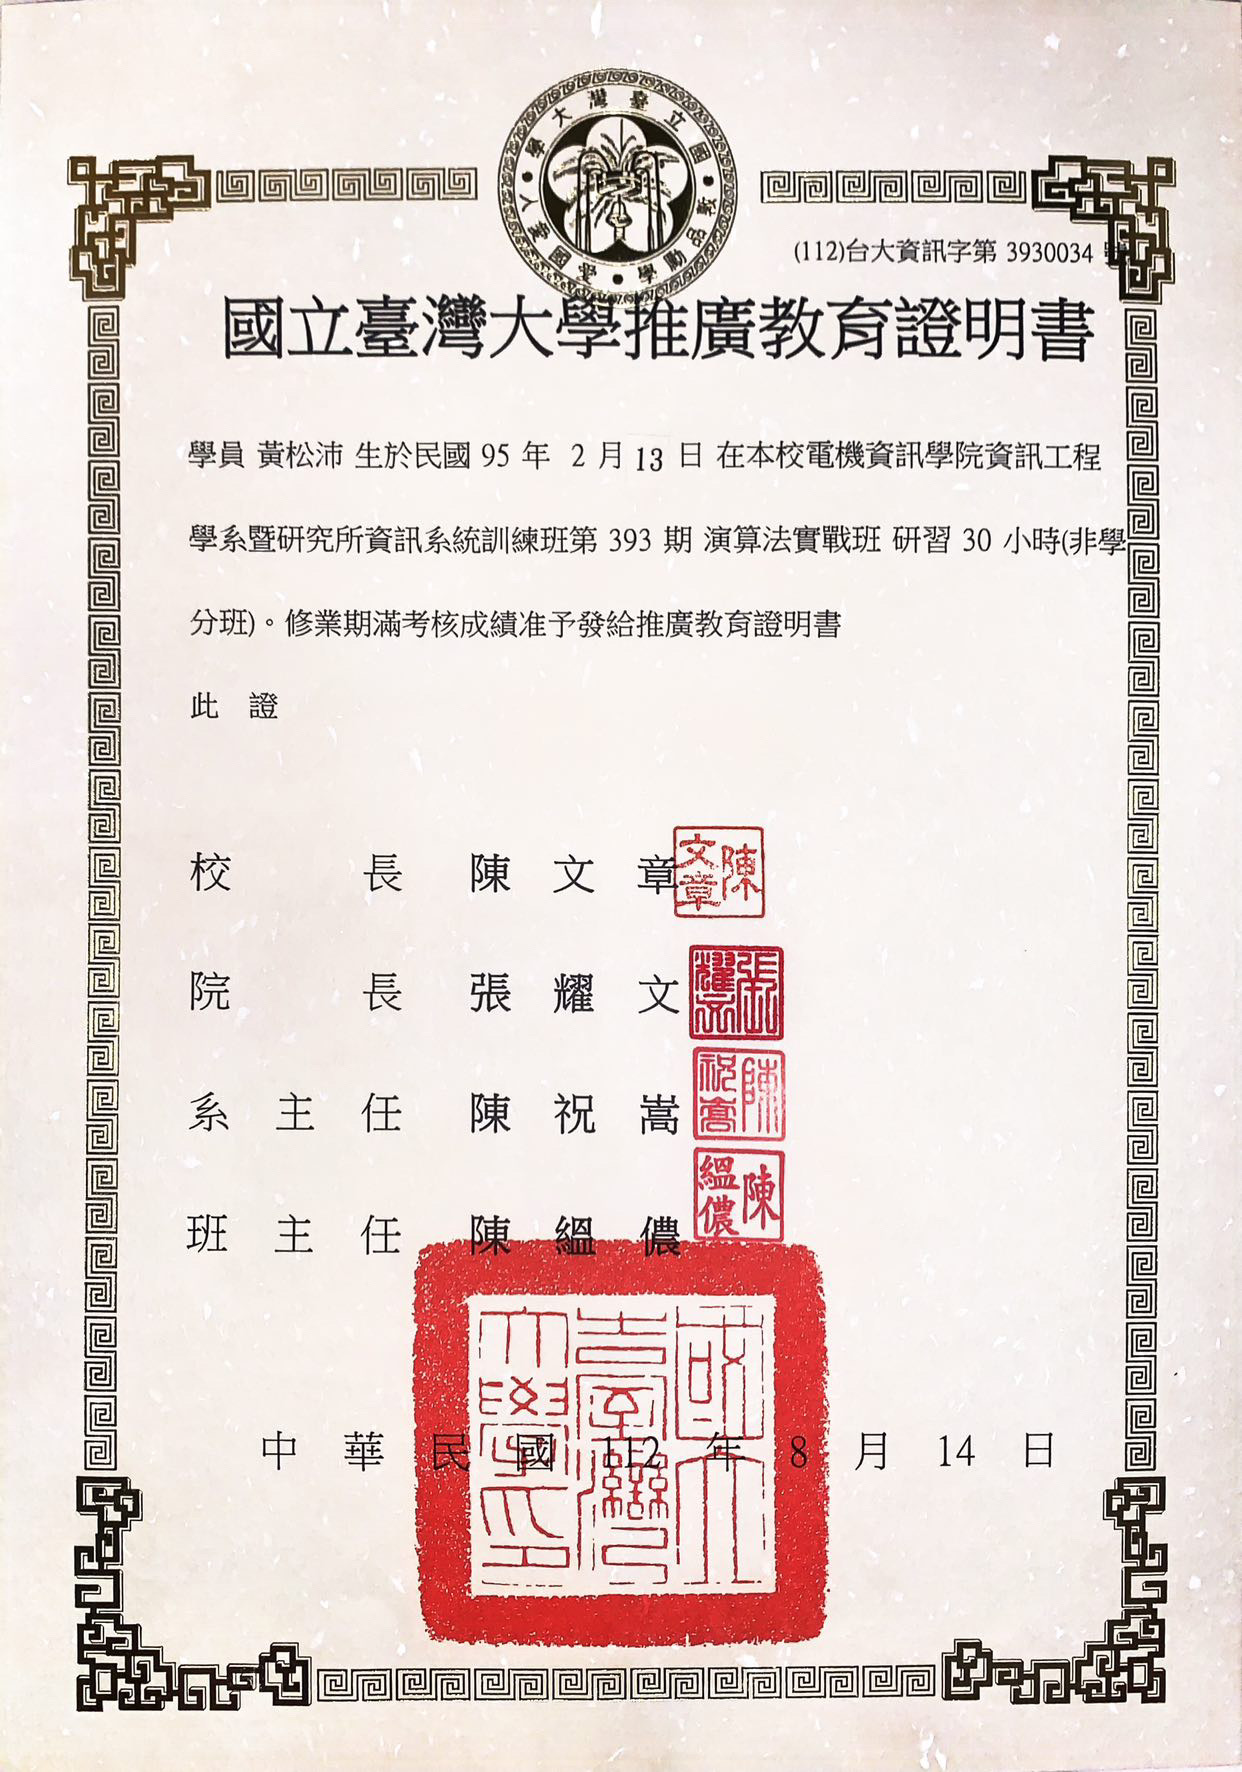 國立臺灣大學
敦品勵學 愛國愛人
(112)台大資訊字第 3930034 號
國立臺灣大學推廣教育證明書
學員 黃松沛 生於民國 95 年 2 月 13 日 在本校電機資訊學院資訊工程
學系暨研究所資訊系統訓練班第 393 期 演算法實戰班 研習 30 小時(非學
分班)。修業期滿考核成績准予發給推廣教育證明書
此 證
校 長 陳 文 章
陳文章
院 長 張 耀 文
張耀文
系 主 任 陳 祝 嵩
陳祝嵩
班 主 任 陳 縕 儂
陳縕儂
國立臺灣大學印
中 華 民 國 112 年 8 月 14 日